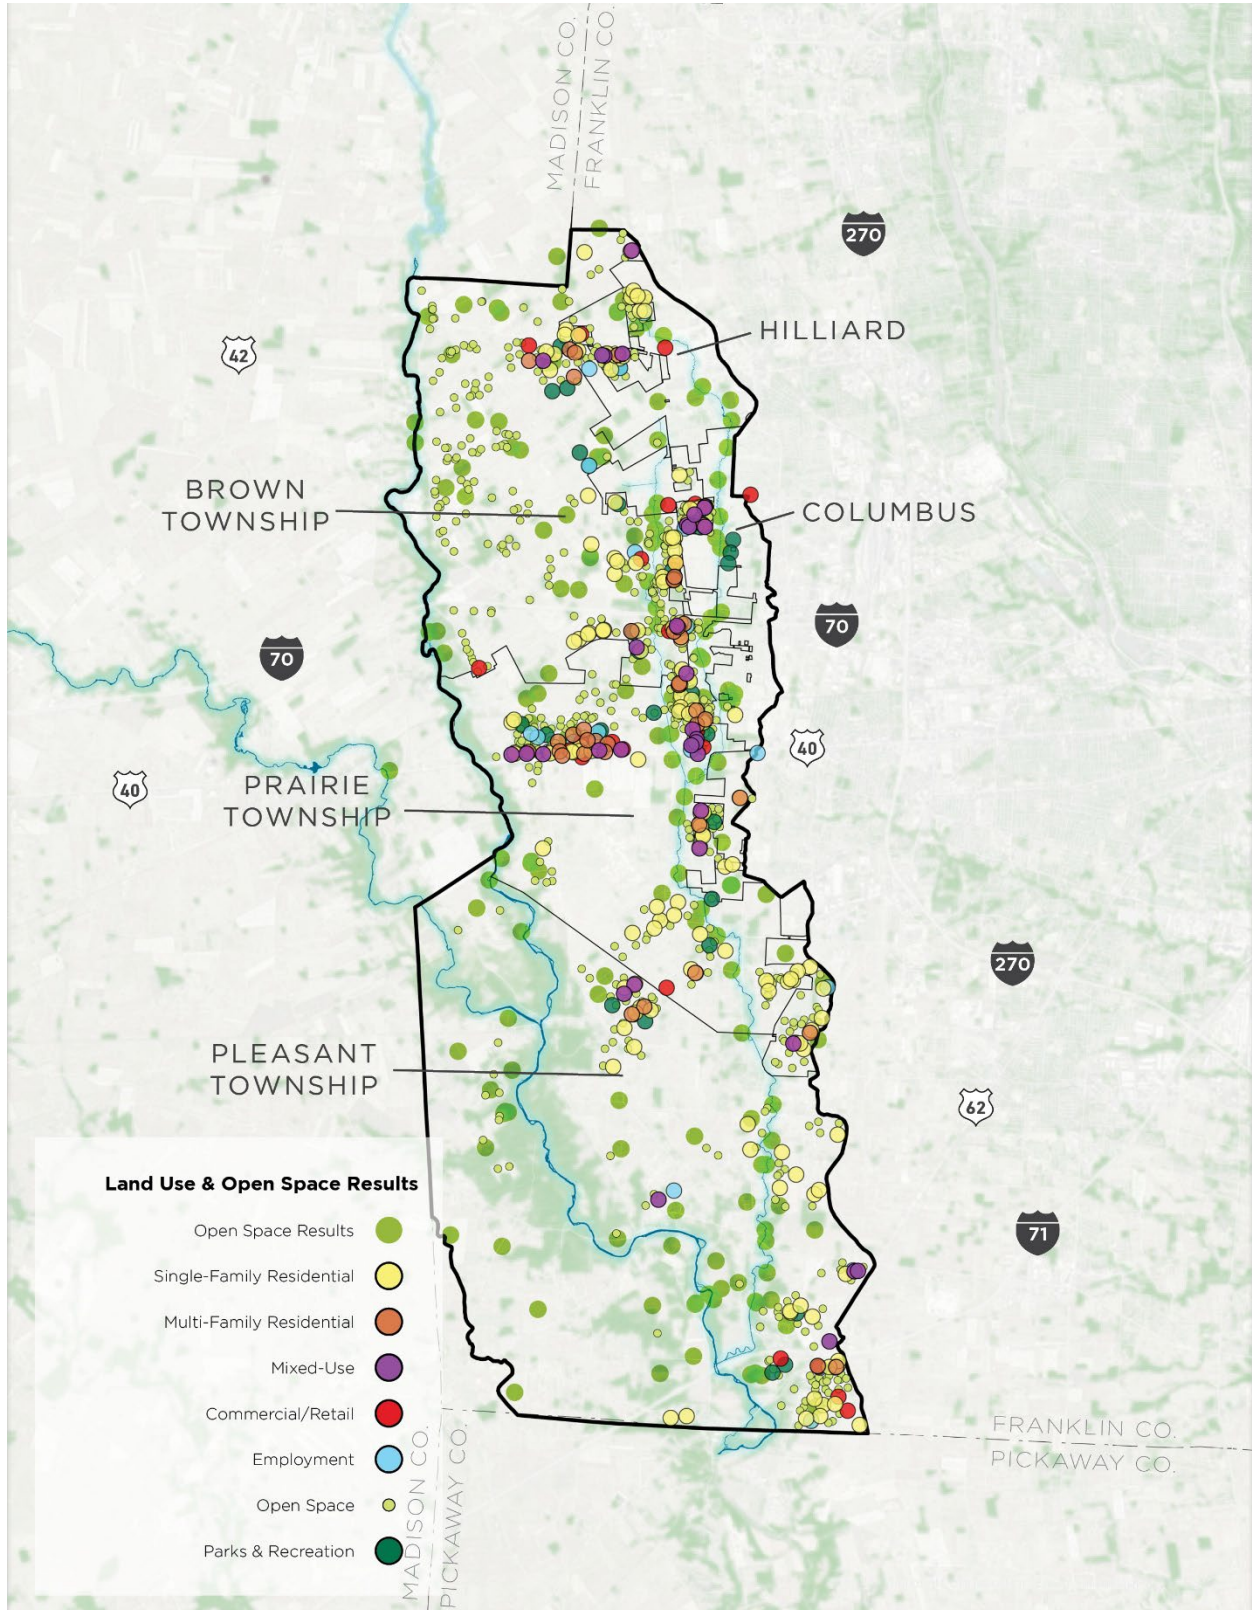 MADISON CO.
FRANKLIN CO.
270
HILLIARD
42
BROWN
TOWNSHIP
COLUMBUS
70
70
40
40
PRAIRIE
TOWNSHIP
270
PLEASANT
TOWNSHIP
62
71
Land Use & Open Space Results
Open Space Results
Single-Family Residential
Multi-Family Residential
Mixed-Use
Commercial/Retail
Employment
Open Space
Parks & Recreation
MADISON CO.
PICKAWAY CO.
FRANKLIN CO.
PICKAWAY CO.